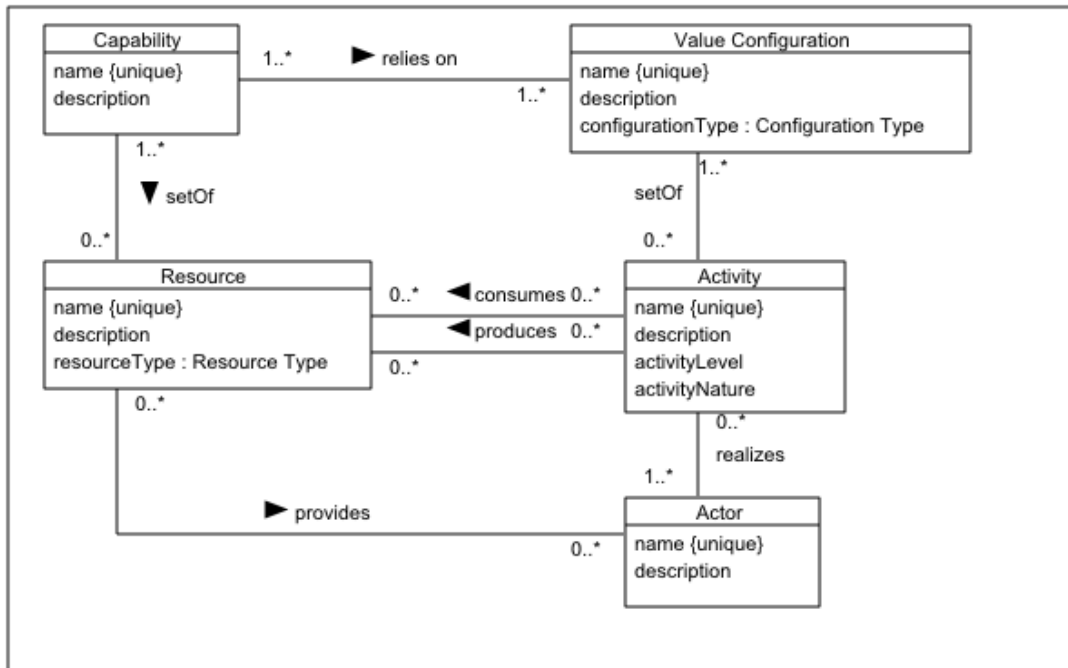 Capability
name {unique}
description
1..*
▶ relies on
1..*
Value Configuration
name {unique}
description
configurationType : Configuration Type
1..*
▼ setOf
0..*
1..*
setOf
0..*
Resource
name {unique}
description
resourceType : Resource Type
0..* ◀ consumes 0..*
◀ produces 0..*
0..*
Activity
name {unique}
description
activityLevel
activityNature
0..*
0..*
realizes
1..*
▶ provides
0..*
Actor
name {unique}
description